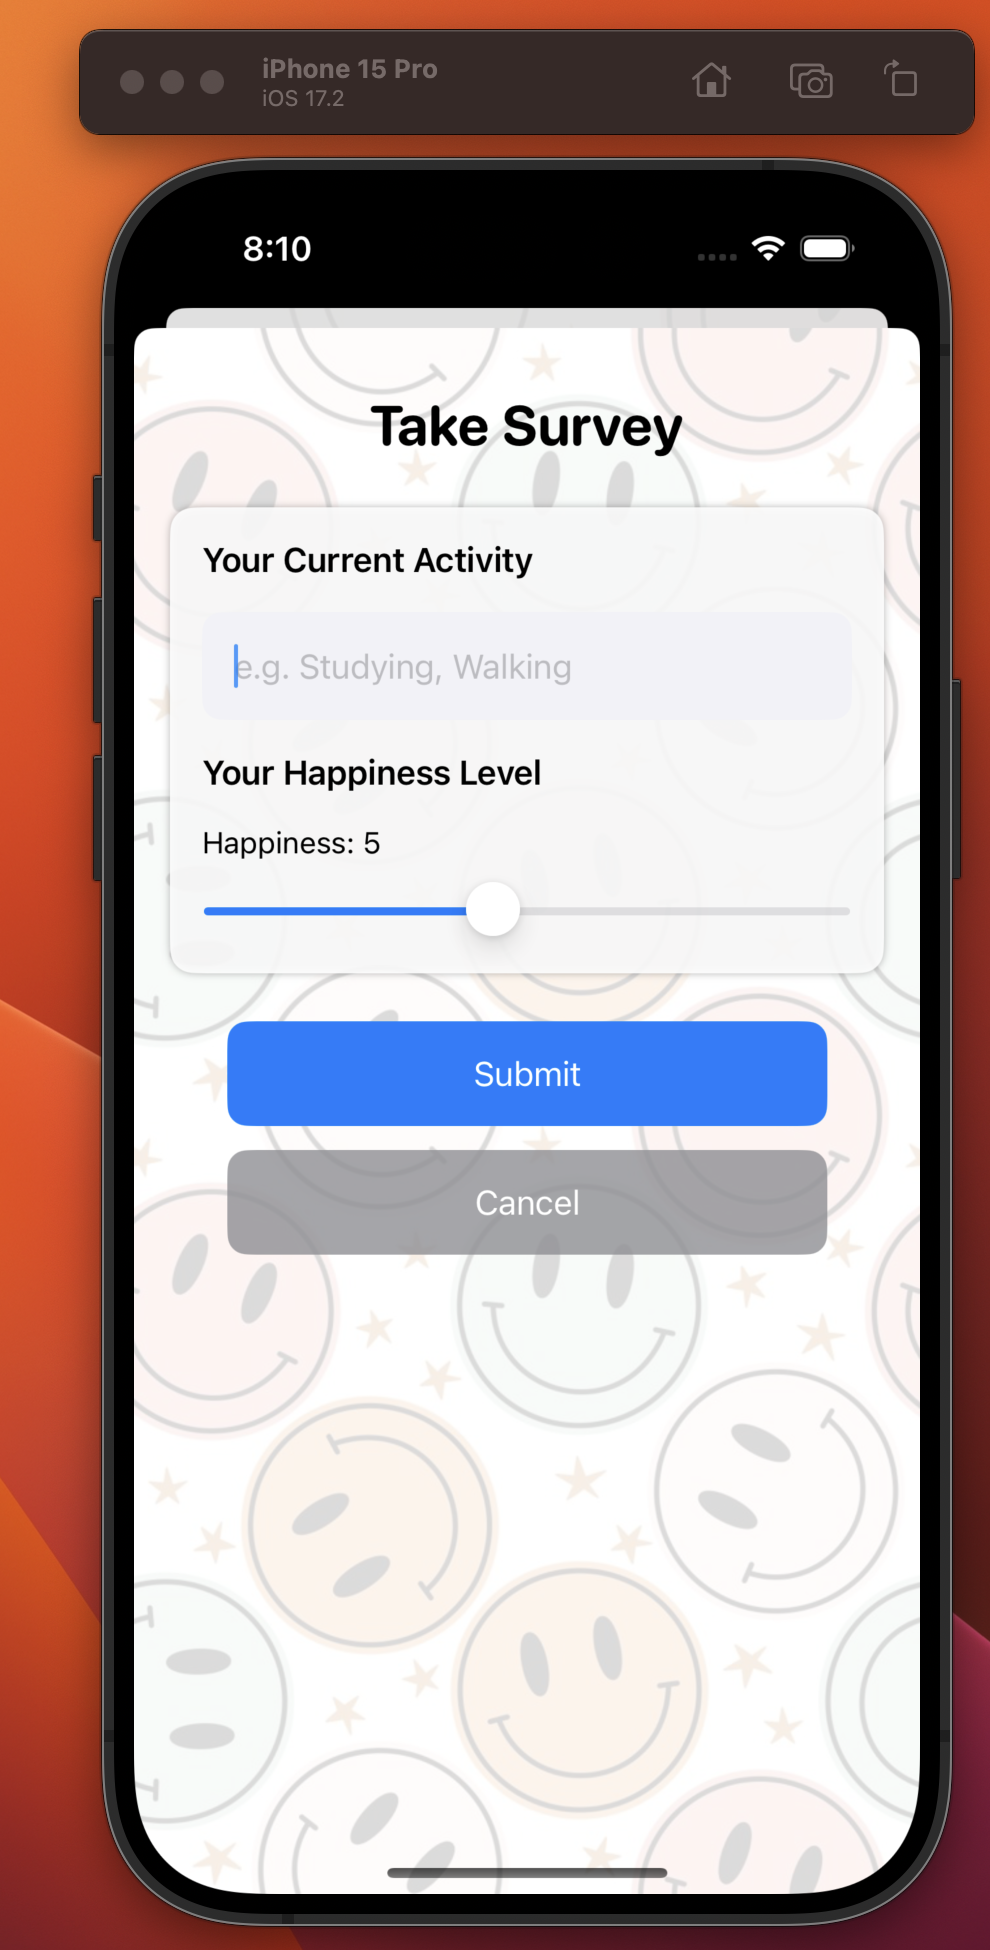 iPhone 15 Pro
iOS 17.2
8:10
Take Survey
Your Current Activity
e.g. Studying, Walking
Your Happiness Level
Happiness: 5
Submit
Cancel